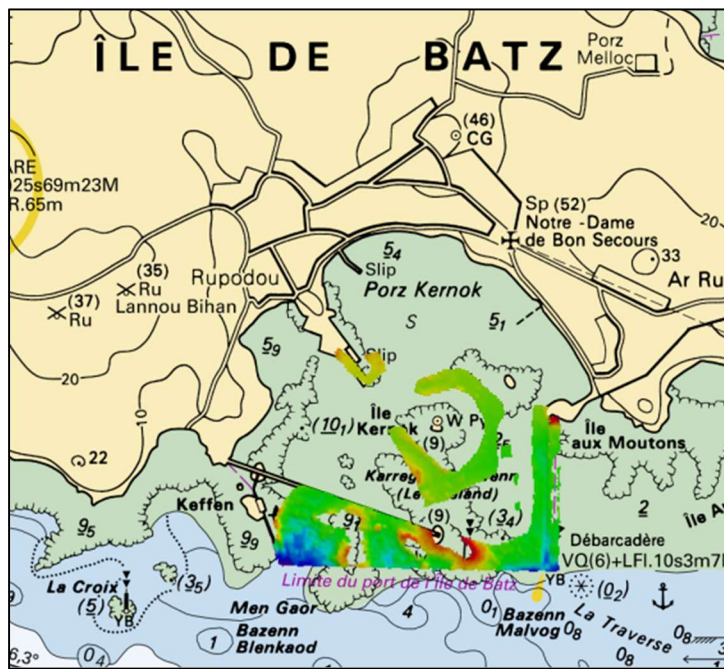 ÎLE DE BATZ
Porz
Melloc
(46)
CG
ARE
025s69m23M
R.65m
Sp (52)
Notre-Dame
de Bon Secours
33
Ar Ru
5₄
Slip
Porz Kernok
(35)
Ru
Rupodou
Lannou Bihan
(37)
Ru
S
5₁
5₉
Slip
20
20
10
(10₁)
Île
Kernok
W
(9)
Île
aux Moutons
22
Keffen
(9)
(3₄)
2
9₅
9₉
9₁
Débarcadère
VQ(6)+LFl.10s3m7
Limite du port de l'Île de Batz
YB
(0₂)
La Croix
(5)
YB
(3₅)
Men Gaor
4
0₁
Bazenn
Malvog
0₈
La Traverse
0₈
0₈
Bazenn
Blenkaod
1
0₄
6,3°